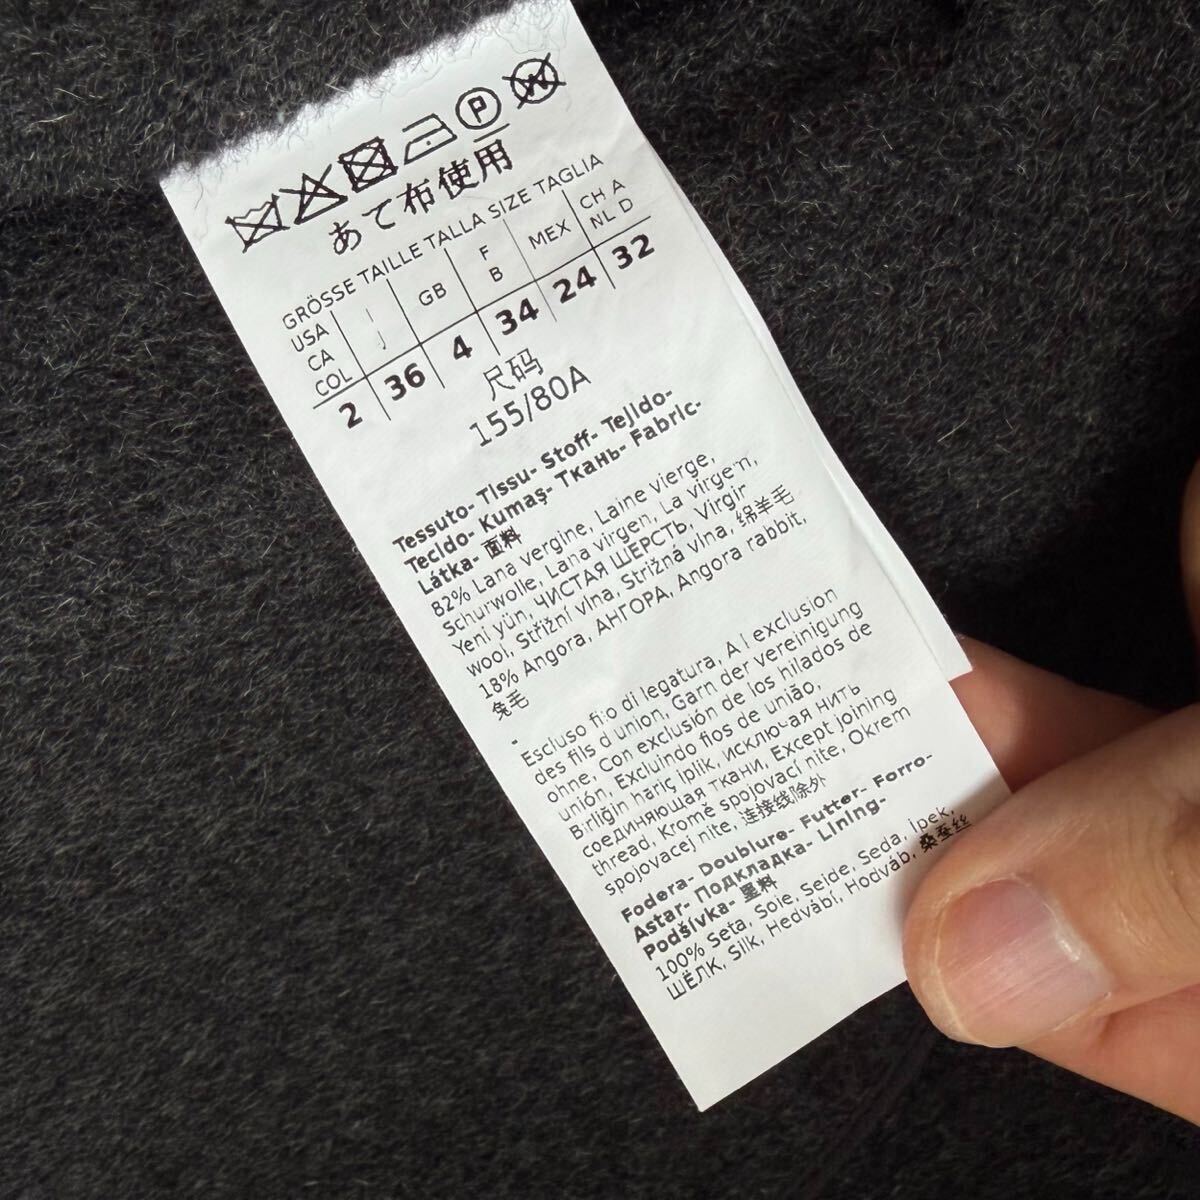 P
W
あて布使用
GRÖSSE TAILLE TALLA SIZE TAGLIA
USA CA COL
I J
GB
F B
MEX
CH A NL D
2 36 4 34 24 32
尺码
155/80A
Tessuto- Tissu- Stoff- Tejido-
Tecido- Kumaş- Ткань- Fabric-
Látka- 面料
82% Lana vergine, Laine vierge,
Schurwolle, Lana virgen, La virgem,
Yeni yün, ЧИСТАЯ ШЕРСТЬ, Virgin
wool, Střižní vlna, Strižná vlna, 绵羊毛
18% Angora, АНГОРА, Angora rabbit,
兔毛
-
Escluso filo di legatura, A l exclusion
des fils d union, Garn der vereinigung
ohne, Con exclusión de los hilados de
unión, Excluindo fios de união,
Birliğin hariç iplik, исключая нить
соединяющая ткани, Except joining
thread, Kromě spojovací nite, Okrem
spojovacej nite, 连接线除外
Fodera- Doublure- Futter- Forro-
Astar- Подкладка- Lining-
Podšívka- 里料
100% Seta, Soie, Seide, Seda, İpek,
ШЁЛК, Silk, Hedvábí, Hodváb, 桑蚕丝